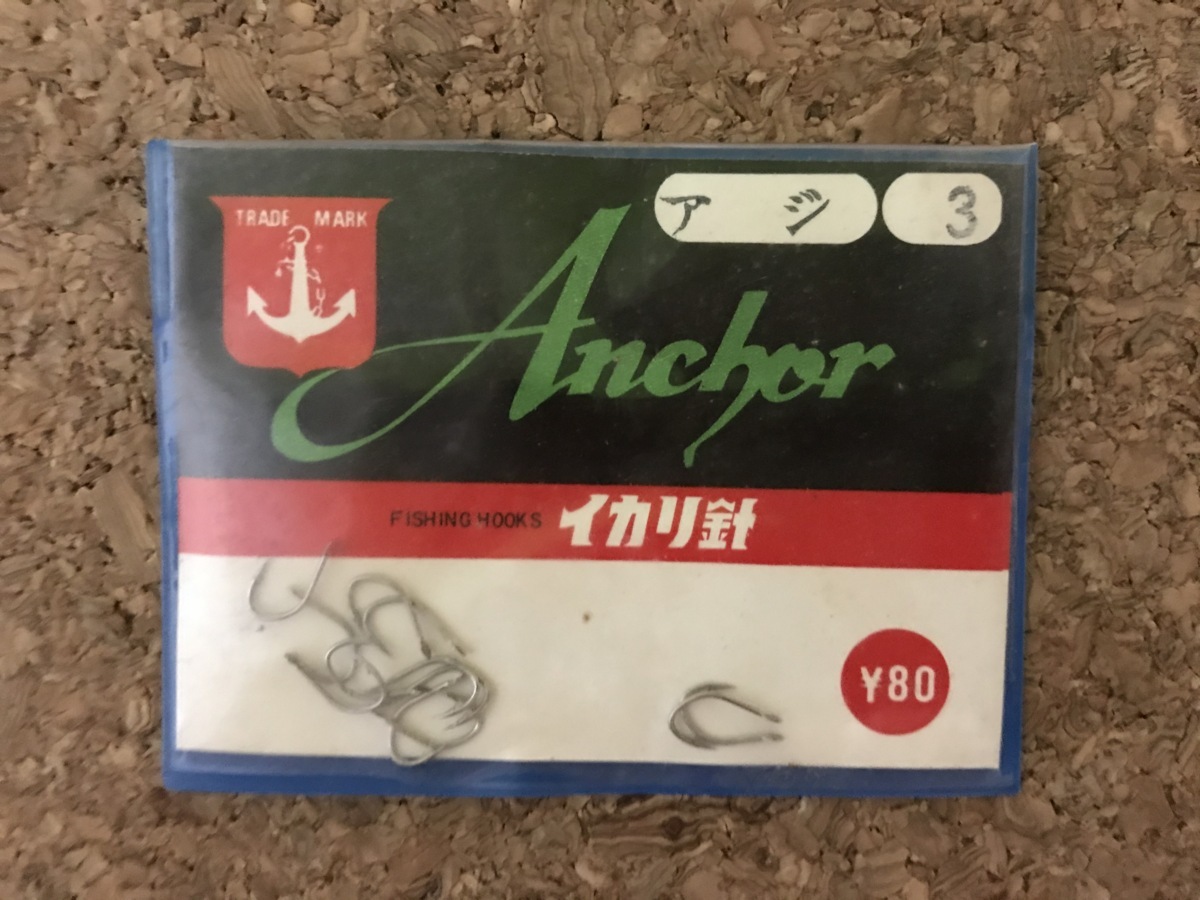 アジ 3
TRADE MARK
Anchor
FISHING HOOKS イカリ針
¥80